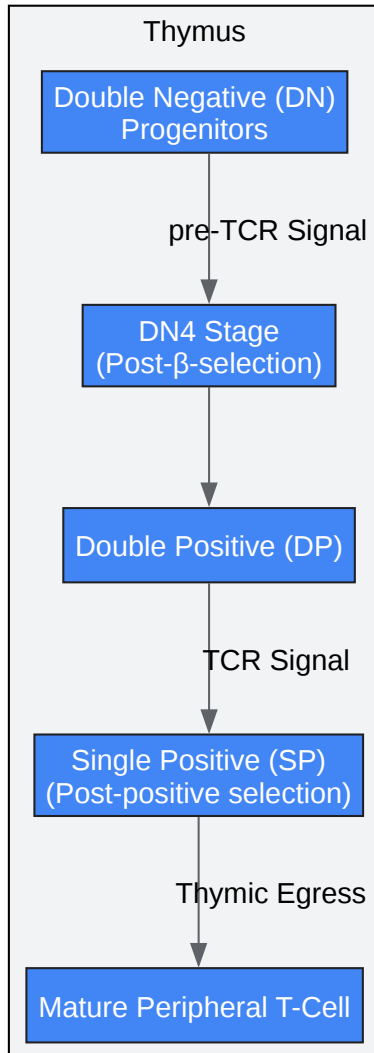 Thymus
Double Negative (DN)
Progenitors
pre-TCR Signal
DN4 Stage
(Post-β-selection)
Double Positive (DP)
TCR Signal
Single Positive (SP)
(Post-positive selection)
Thymic Egress
Mature Peripheral T-Cell